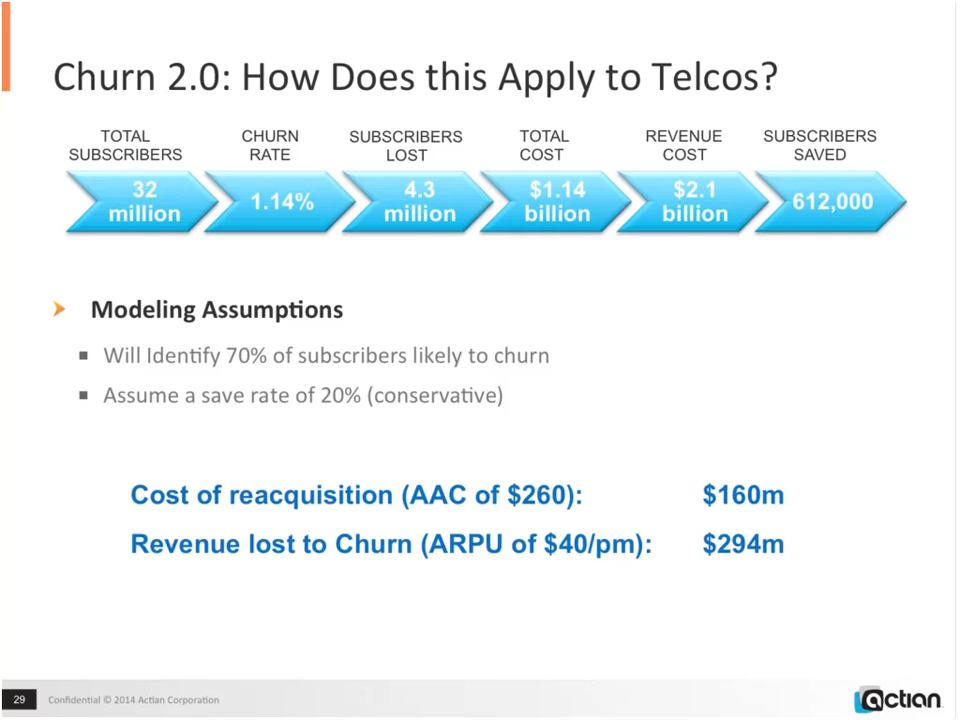 Churn 2.0: How Does this Apply to Telcos?
TOTAL
SUBSCRIBERS
CHURN
RATE
SUBSCRIBERS
LOST
TOTAL
COST
REVENUE
COST
SUBSCRIBERS
SAVED
32
million
1.14%
4.3
million
$1.14
billion
$2.1
billion
612,000
Modeling Assumptions
Will Identify 70% of subscribers likely to churn
Assume a save rate of 20% (conservative)
Cost of reacquisition (AAC of $260): $160m
Revenue lost to Churn (ARPU of $40/pm): $294m
29 Confidential © 2014 Actian Corporation
actian